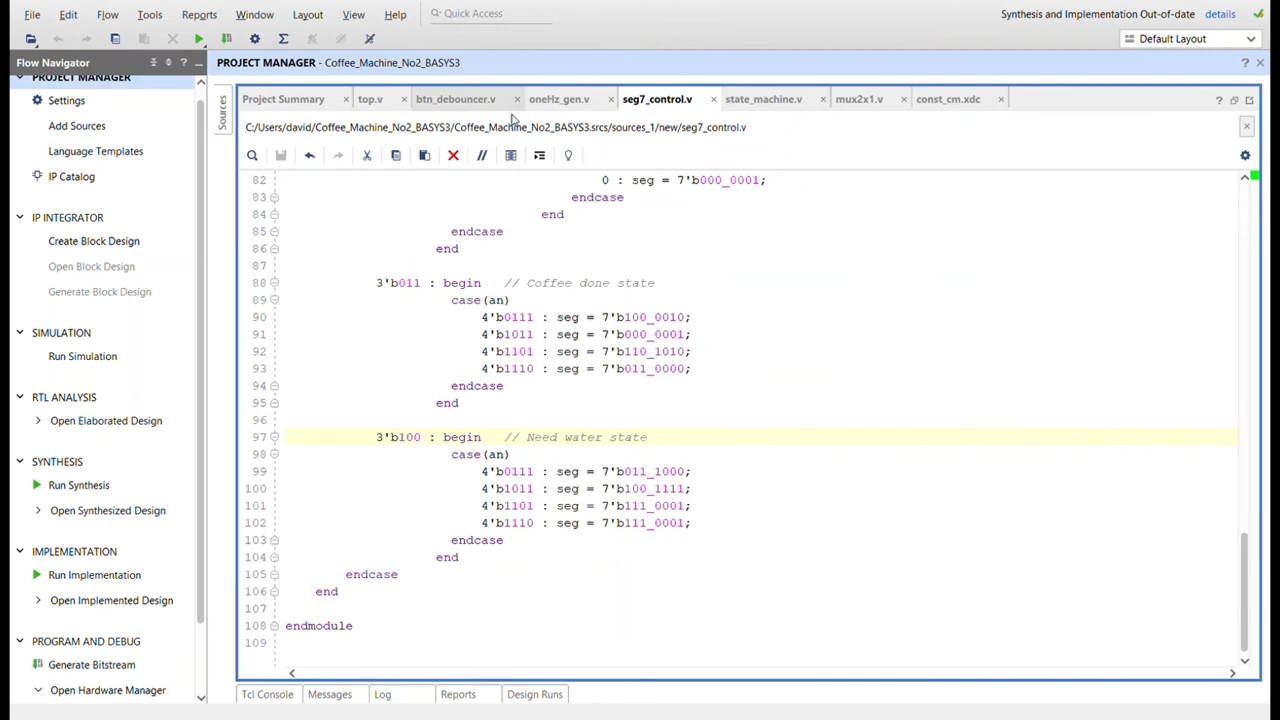 File Edit Flow Tools Reports Window Layout View Help Quick Access Synthesis and Implementation Out-of-date details
Default Layout
Flow Navigator
PROJECT MANAGER - Coffee_Machine_No2_BASYS3
PROJECT MANAGER
Settings
Add Sources
Language Templates
IP Catalog
IP INTEGRATOR
Create Block Design
Open Block Design
Generate Block Design
SIMULATION
Run Simulation
RTL ANALYSIS
Open Elaborated Design
SYNTHESIS
Run Synthesis
Open Synthesized Design
IMPLEMENTATION
Run Implementation
Open Implemented Design
PROGRAM AND DEBUG
Generate Bitstream
Open Hardware Manager
Sources
Project Summary top.v btn_debouncer.v oneHz_gen.v seg7_control.v state_machine.v mux2x1.v const_cm.xdc
C:/Users/david/Coffee_Machine_No2_BASYS3/Coffee_Machine_No2_BASYS3.srcs/sources_1/new/seg7_control.v
82 0 : seg = 7'b000_0001;
83 endcase
84 end
85 endcase
86 end
87
88 3'b011 : begin // Coffee done state
89 case(an)
90 4'b0111 : seg = 7'b100_0010;
91 4'b1011 : seg = 7'b000_0001;
92 4'b1101 : seg = 7'b110_1010;
93 4'b1110 : seg = 7'b011_0000;
94 endcase
95 end
96
97 3'b100 : begin // Need water state
98 case(an)
99 4'b0111 : seg = 7'b011_1000;
100 4'b1011 : seg = 7'b100_1111;
101 4'b1101 : seg = 7'b111_0001;
102 4'b1110 : seg = 7'b111_0001;
103 endcase
104 end
105 endcase
106 end
107
108 endmodule
109
Tcl Console Messages Log Reports Design Runs